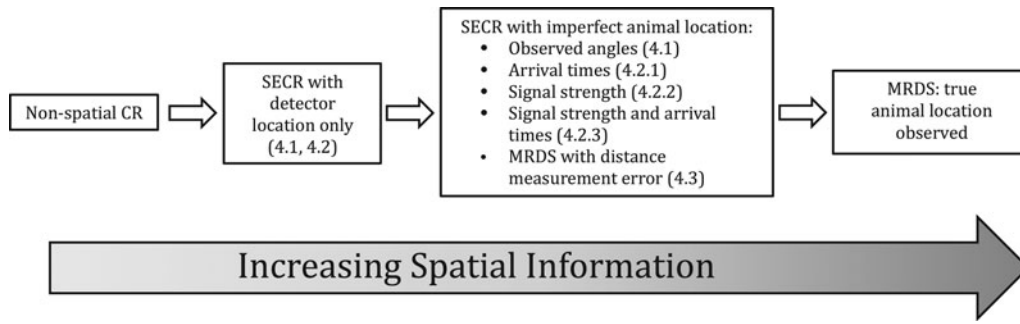 Non-spatial CR
SECR with
detector
location only
(4.1, 4.2)
SECR with imperfect animal location:
• Observed angles (4.1)
• Arrival times (4.2.1)
• Signal strength (4.2.2)
• Signal strength and arrival
times (4.2.3)
• MRDS with distance
measurement error (4.3)
MRDS: true
animal location
observed
Increasing Spatial Information